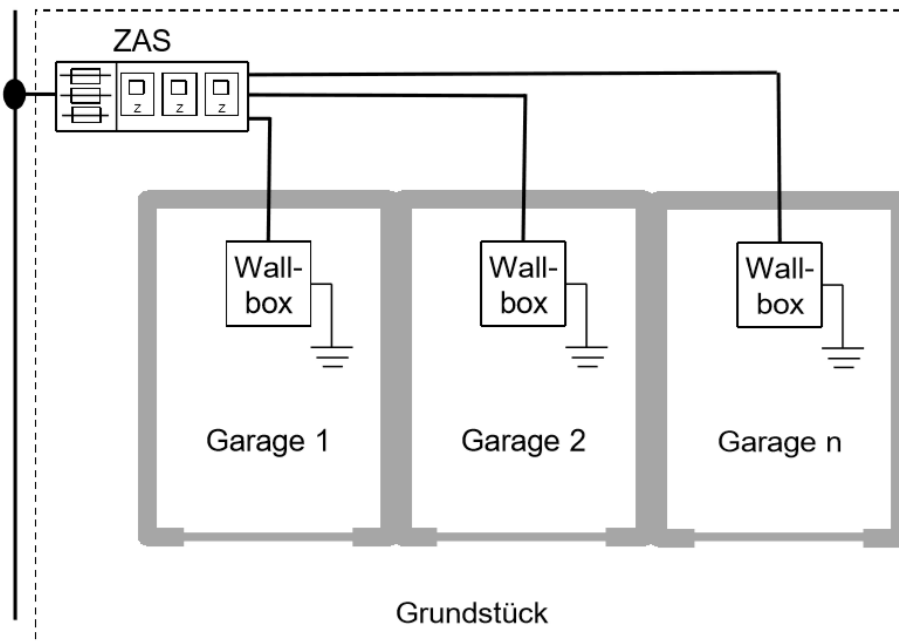 ZAS
z z z
Wall-
box
Wall-
box
Wall-
box
Garage 1
Garage 2
Garage n
Grundstück